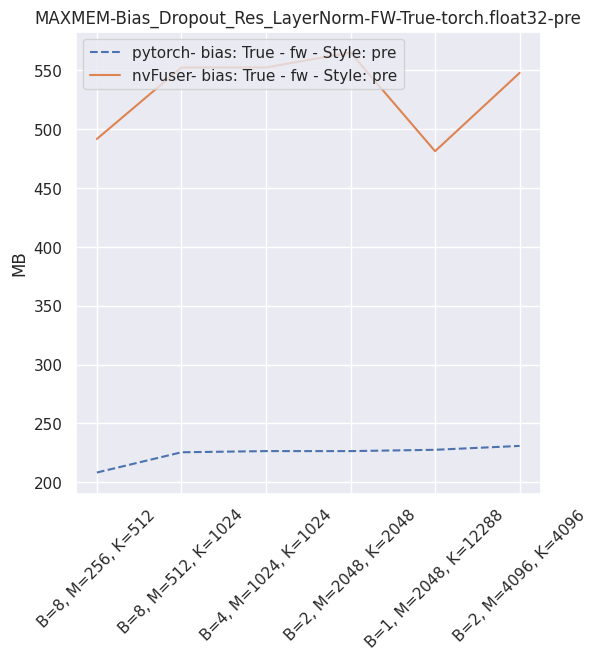 MAXMEM-Bias_Dropout_Res_LayerNorm-FW-True-torch.float32-pre
pytorch- bias: True - fw - Style: pre
nvFuser- bias: True - fw - Style: pre
550
500
450
400
350
300
250
200
MB
B=8, M=256, K=512
B=8, M=512, K=1024
B=4, M=1024, K=1024
B=2, M=2048, K=2048
B=1, M=2048, K=12288
B=2, M=4096, K=4096